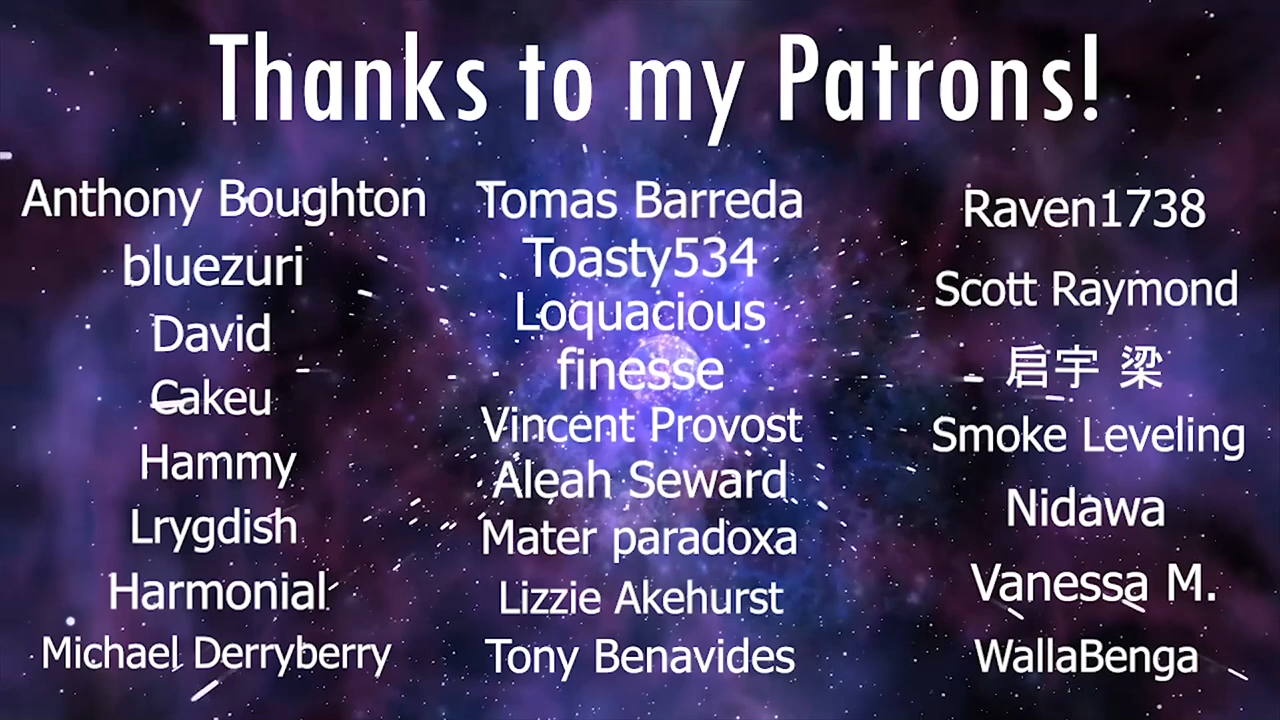 Thanks to my Patrons!
Anthony Boughton
bluezuri
David
Cakeu
Hammy
Lrygdish
Harmonial
Michael Derryberry
Tomas Barreda
Toasty534
Loquacious
finesse
Vincent Provost
Aleah Seward
Mater paradoxa
Lizzie Akehurst
Tony Benavides
Raven1738
Scott Raymond
启宇 梁
Smoke Leveling
Nidawa
Vanessa M.
WallaBenga